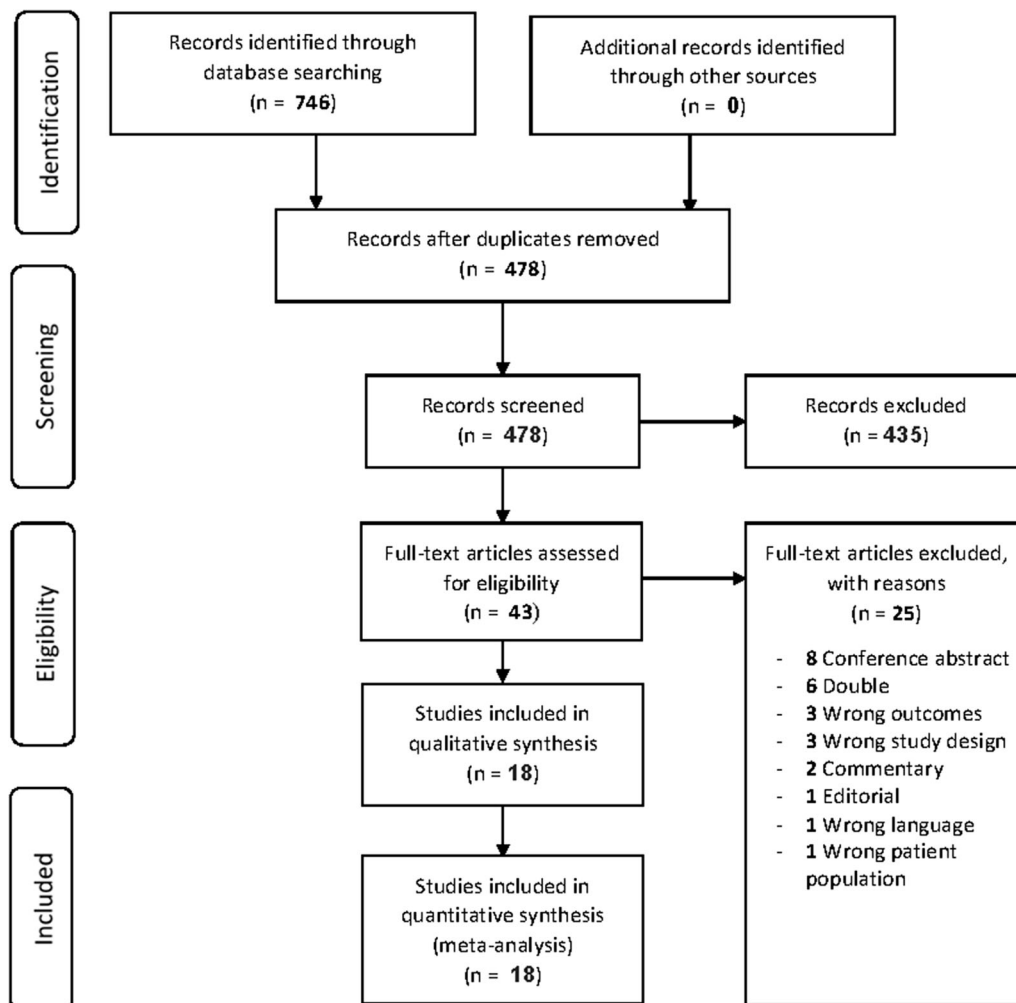 Identification
Records identified through
database searching
(n = 746)
Additional records identified
through other sources
(n = 0)
Records after duplicates removed
(n = 478)
Screening
Records screened
(n = 478)
Records excluded
(n = 435)
Eligibility
Full-text articles assessed
for eligibility
(n = 43)
Full-text articles excluded,
with reasons
(n = 25)
- 8 Conference abstract
- 6 Double
- 3 Wrong outcomes
- 3 Wrong study design
- 2 Commentary
- 1 Editorial
- 1 Wrong language
- 1 Wrong patient
population
Studies included in
qualitative synthesis
(n = 18)
Included
Studies included in
quantitative synthesis
(meta-analysis)
(n = 18)